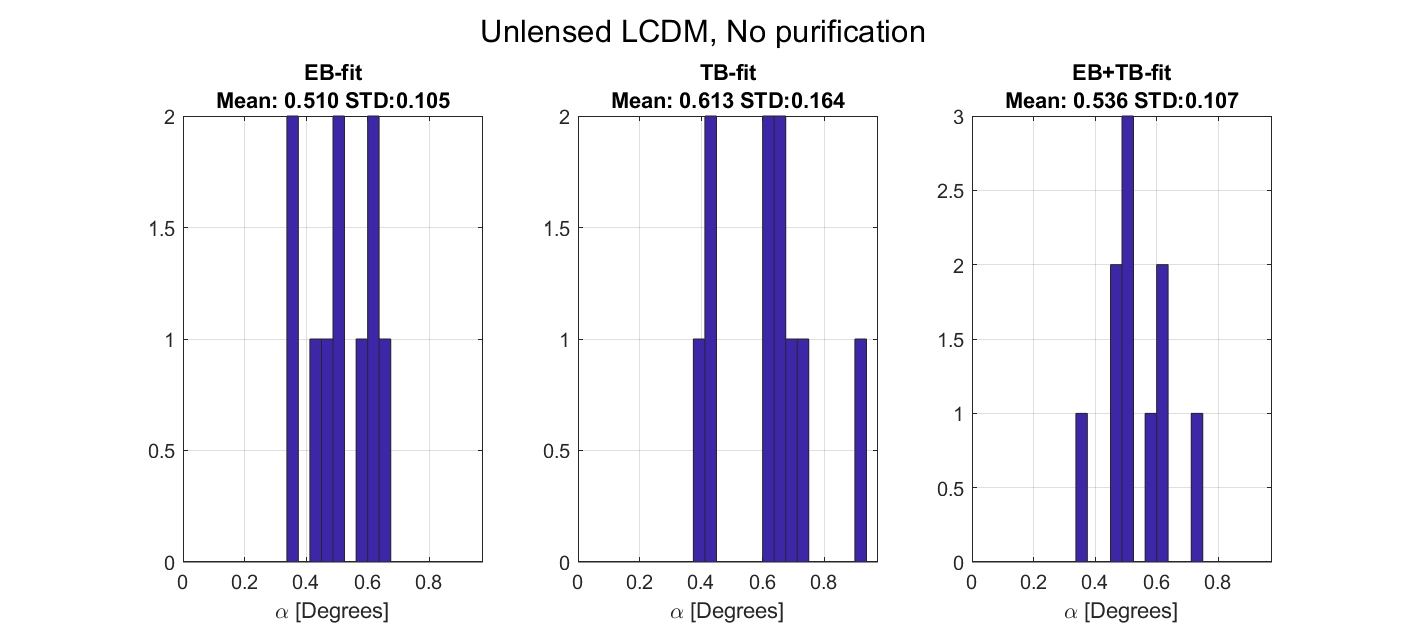 Unlensed LCDM, No purification
EB-fit
Mean: 0.510 STD:0.105
2
1.5
1
0.5
0
0 0.2 0.4 0.6 0.8
α [Degrees]
TB-fit
Mean: 0.613 STD:0.164
2
1.5
1
0.5
0
0 0.2 0.4 0.6 0.8
α [Degrees]
EB+TB-fit
Mean: 0.536 STD:0.107
3
2.5
2
1.5
1
0.5
0
0 0.2 0.4 0.6 0.8
α [Degrees]